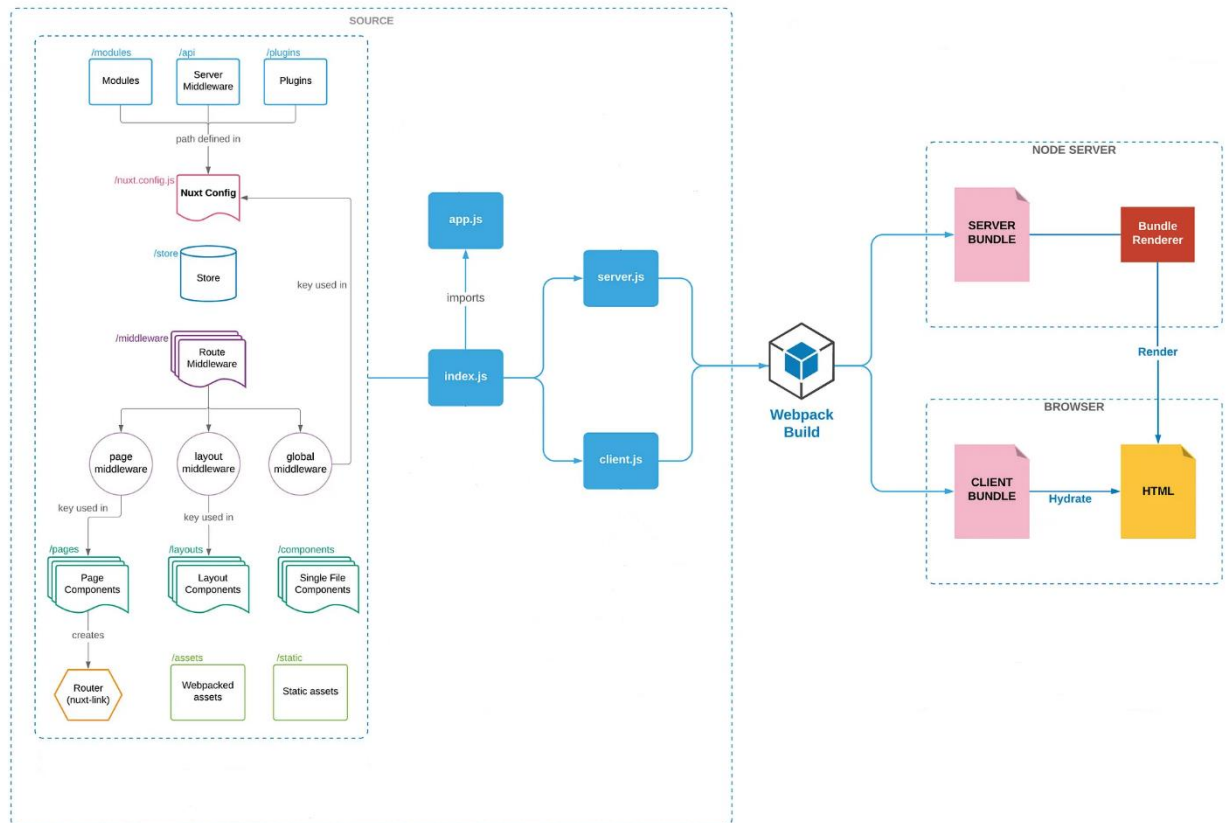 SOURCE
/modules
/api
/plugins
Modules
Server
Middleware
Plugins
path defined in
/nuxt.config.js
Nuxt Config
/store
Store
key used in
/middleware
Route
Middleware
page
middleware
layout
middleware
global
middleware
key used in
key used in
/pages
/layouts
/components
Page
Components
Layout
Components
Single File
Components
creates
/assets
/static
Router
(nuxt-link)
Webpacked
assets
Static assets
app.js
imports
index.js
server.js
client.js
Webpack
Build
NODE SERVER
SERVER
BUNDLE
Bundle
Renderer
Render
BROWSER
CLIENT
BUNDLE
Hydrate
HTML